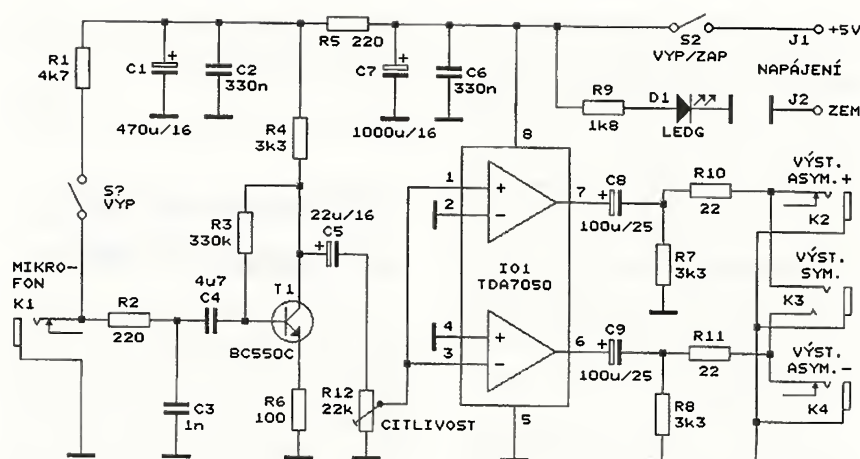 R1
4k7
C1
470u/16
C2
330n
R5
220
C7
1000u/16
C6
330n
S2
VYP/ZAP
J1
+5V
NAPÁJENÍ
R9
1k8
D1
LEDG
J2
ZEM
R4
3k3
8
S?
VYP
R3
330k
22u/16
C5
1
2
7
C8
100u/25
R10
22
VÝST.
ASYM.+
K2
R7
3k3
IO1
TDA7050
VÝST.
SYM.
K3
MIKRO-
FON
K1
R2
220
4u7
C4
T1
BC550C
4
3
6
C9
100u/25
R11
22
VÝST.
ASYM.-
K4
C3
1n
R6
100
R12
22k
CITLIVOST
5
R8
3k3